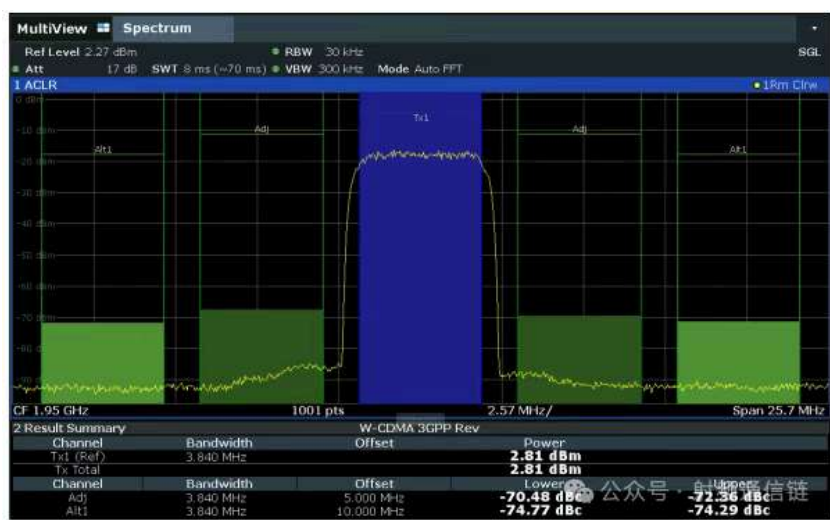 MultiView Spectrum
Ref Level 2.27 dBm RBW 30 kHz SGL
Att 17 dB SWT 8 ms (~70 ms) VBW 300 kHz Mode Auto FFT
1 ACLR 1Rm Clrw
0 dBm
Tx1
-10 dBm Adj Adj
Alt1 Alt1
-20 dBm
-30 dBm
-40 dBm
-50 dBm
-60 dBm
-70 dBm
CF 1.95 GHz 1001 pts 2.57 MHz/ Span 25.7 MHz
2 Result Summary W-CDMA 3GPP Rev
Channel Bandwidth Offset Power
Tx1 (Ref) 3.840 MHz 2.81 dBm
Tx Total 2.81 dBm
Channel Bandwidth Offset Lower Upper
Adj 3.840 MHz 5.000 MHz -70.48 dBc -72.36 dBc
Alt1 3.840 MHz 10.000 MHz -74.77 dBc -74.29 dBc
公众号 · 射频通信链